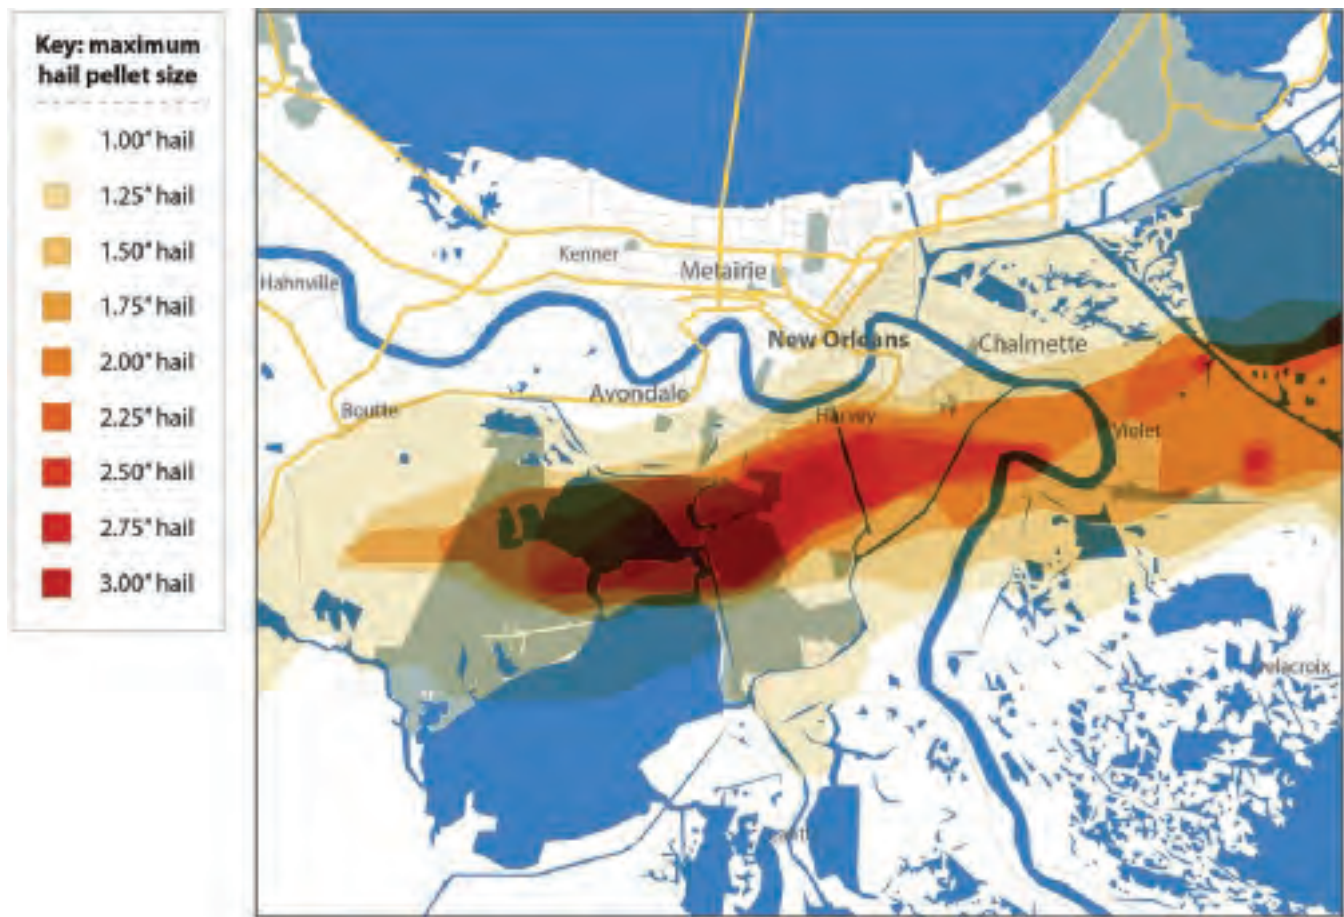 Key: maximum
hail pellet size
1.00" hail
1.25" hail
1.50" hail
1.75" hail
2.00" hail
2.25" hail
2.50" hail
2.75" hail
3.00" hail
Kenner
Metairie
Hahnville
New Orleans
Chalmette
Avondale
Boutte
Harvey
Violet